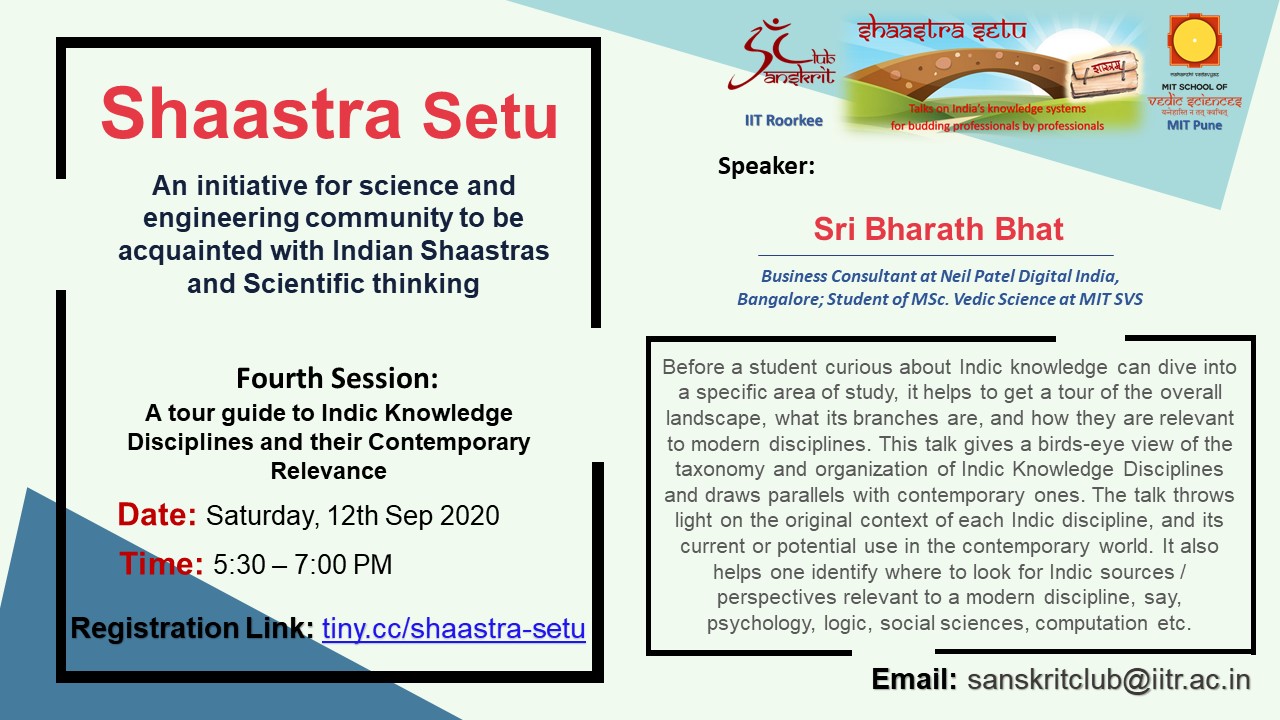 Shaastra Setu
An initiative for science and
engineering community to be
acquainted with Indian Shaastras
and Scientific thinking
Fourth Session:
A tour guide to Indic Knowledge
Disciplines and their Contemporary
Relevance
Date: Saturday, 12th Sep 2020
Time: 5:30 – 7:00 PM
Registration Link: tiny.cc/shaastra-setu
Sanskrit Club
IIT Roorkee
shaastra setu
शास्त्रम्
Talks on India's knowledge systems
for budding professionals by professionals
maharshi vedavyas
MIT SCHOOL OF
vedic sciences
यन्नेहास्ति न तत् क्वचित्
MIT Pune
Speaker:
Sri Bharath Bhat
Business Consultant at Neil Patel Digital India,
Bangalore; Student of MSc. Vedic Science at MIT SVS
Before a student curious about Indic knowledge can dive into
a specific area of study, it helps to get a tour of the overall
landscape, what its branches are, and how they are relevant
to modern disciplines. This talk gives a birds-eye view of the
taxonomy and organization of Indic Knowledge Disciplines
and draws parallels with contemporary ones. The talk throws
light on the original context of each Indic discipline, and its
current or potential use in the contemporary world. It also
helps one identify where to look for Indic sources /
perspectives relevant to a modern discipline, say,
psychology, logic, social sciences, computation etc.
Email: sanskritclub@iitr.ac.in